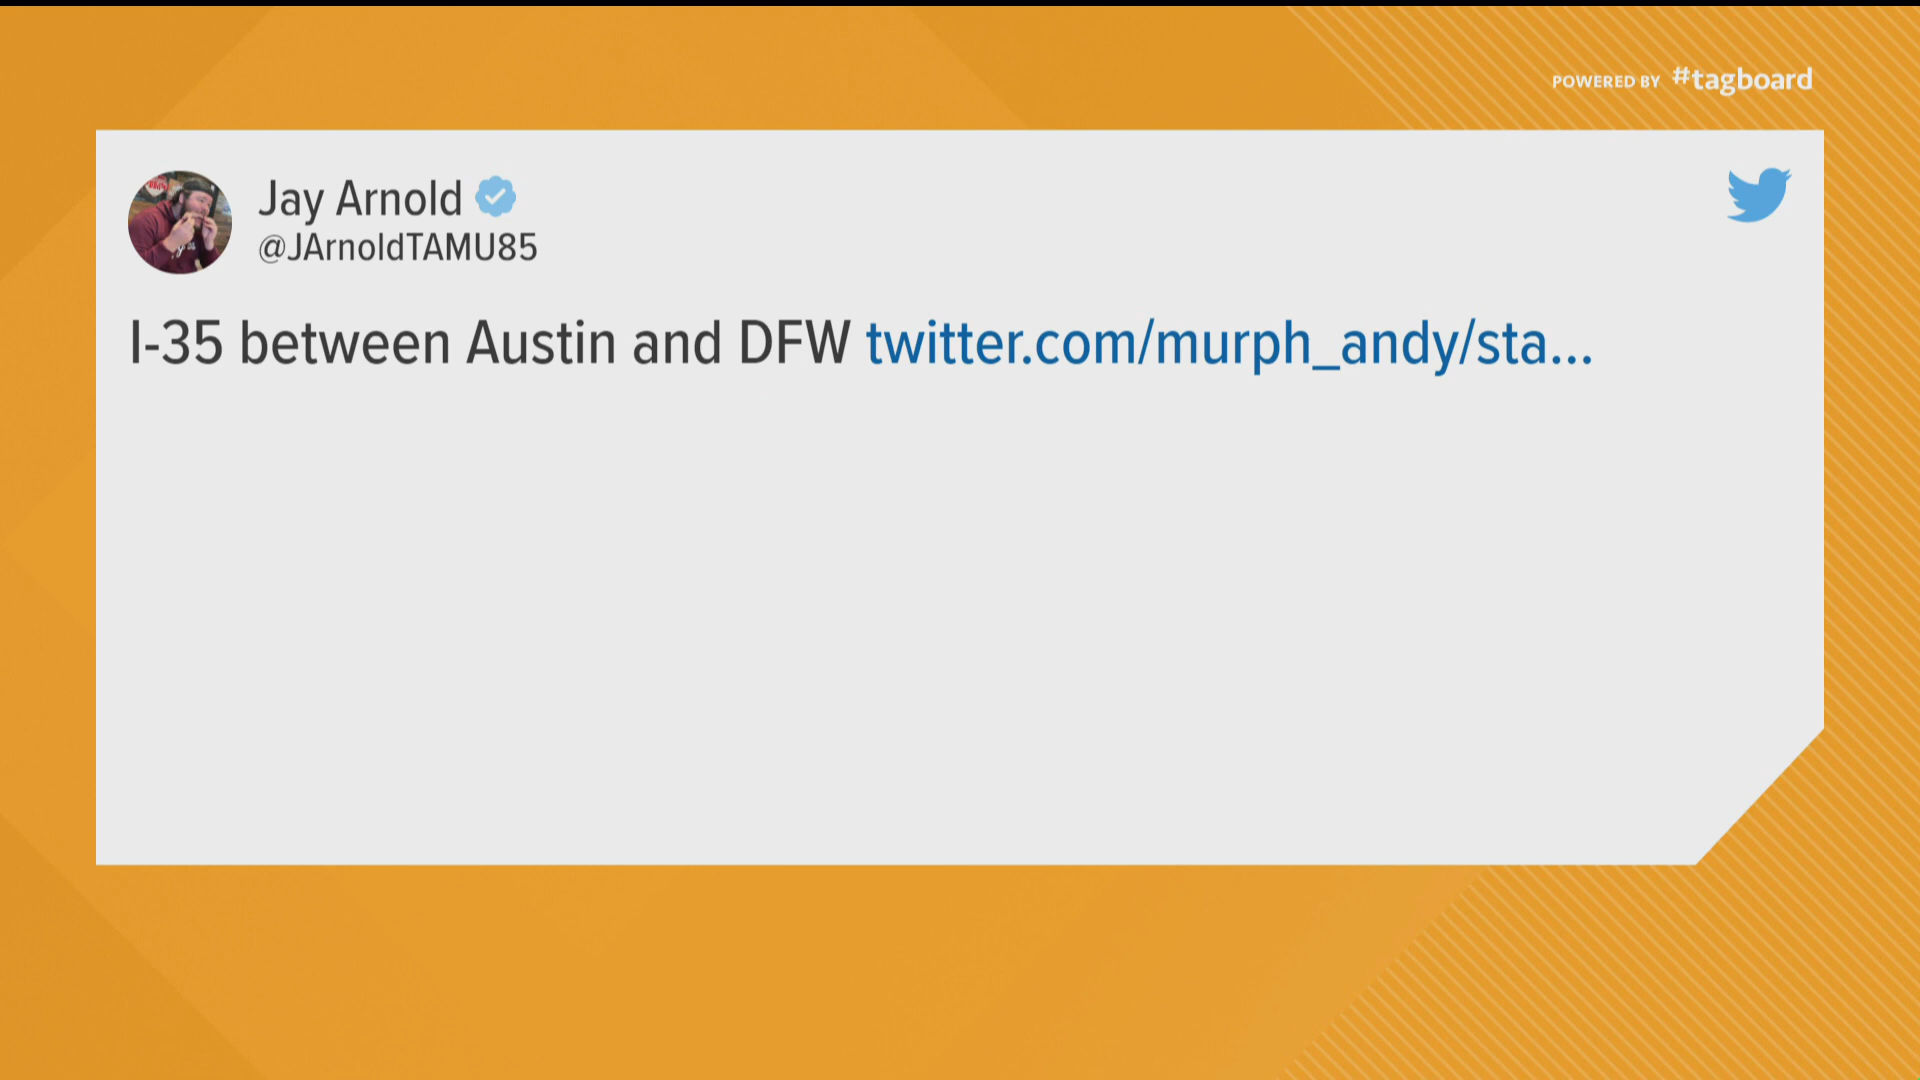 POWERED BY #tagboard
Jay Arnold
@JArnoldTAMU85
I-35 between Austin and DFW twitter.com/murph_andy/sta...